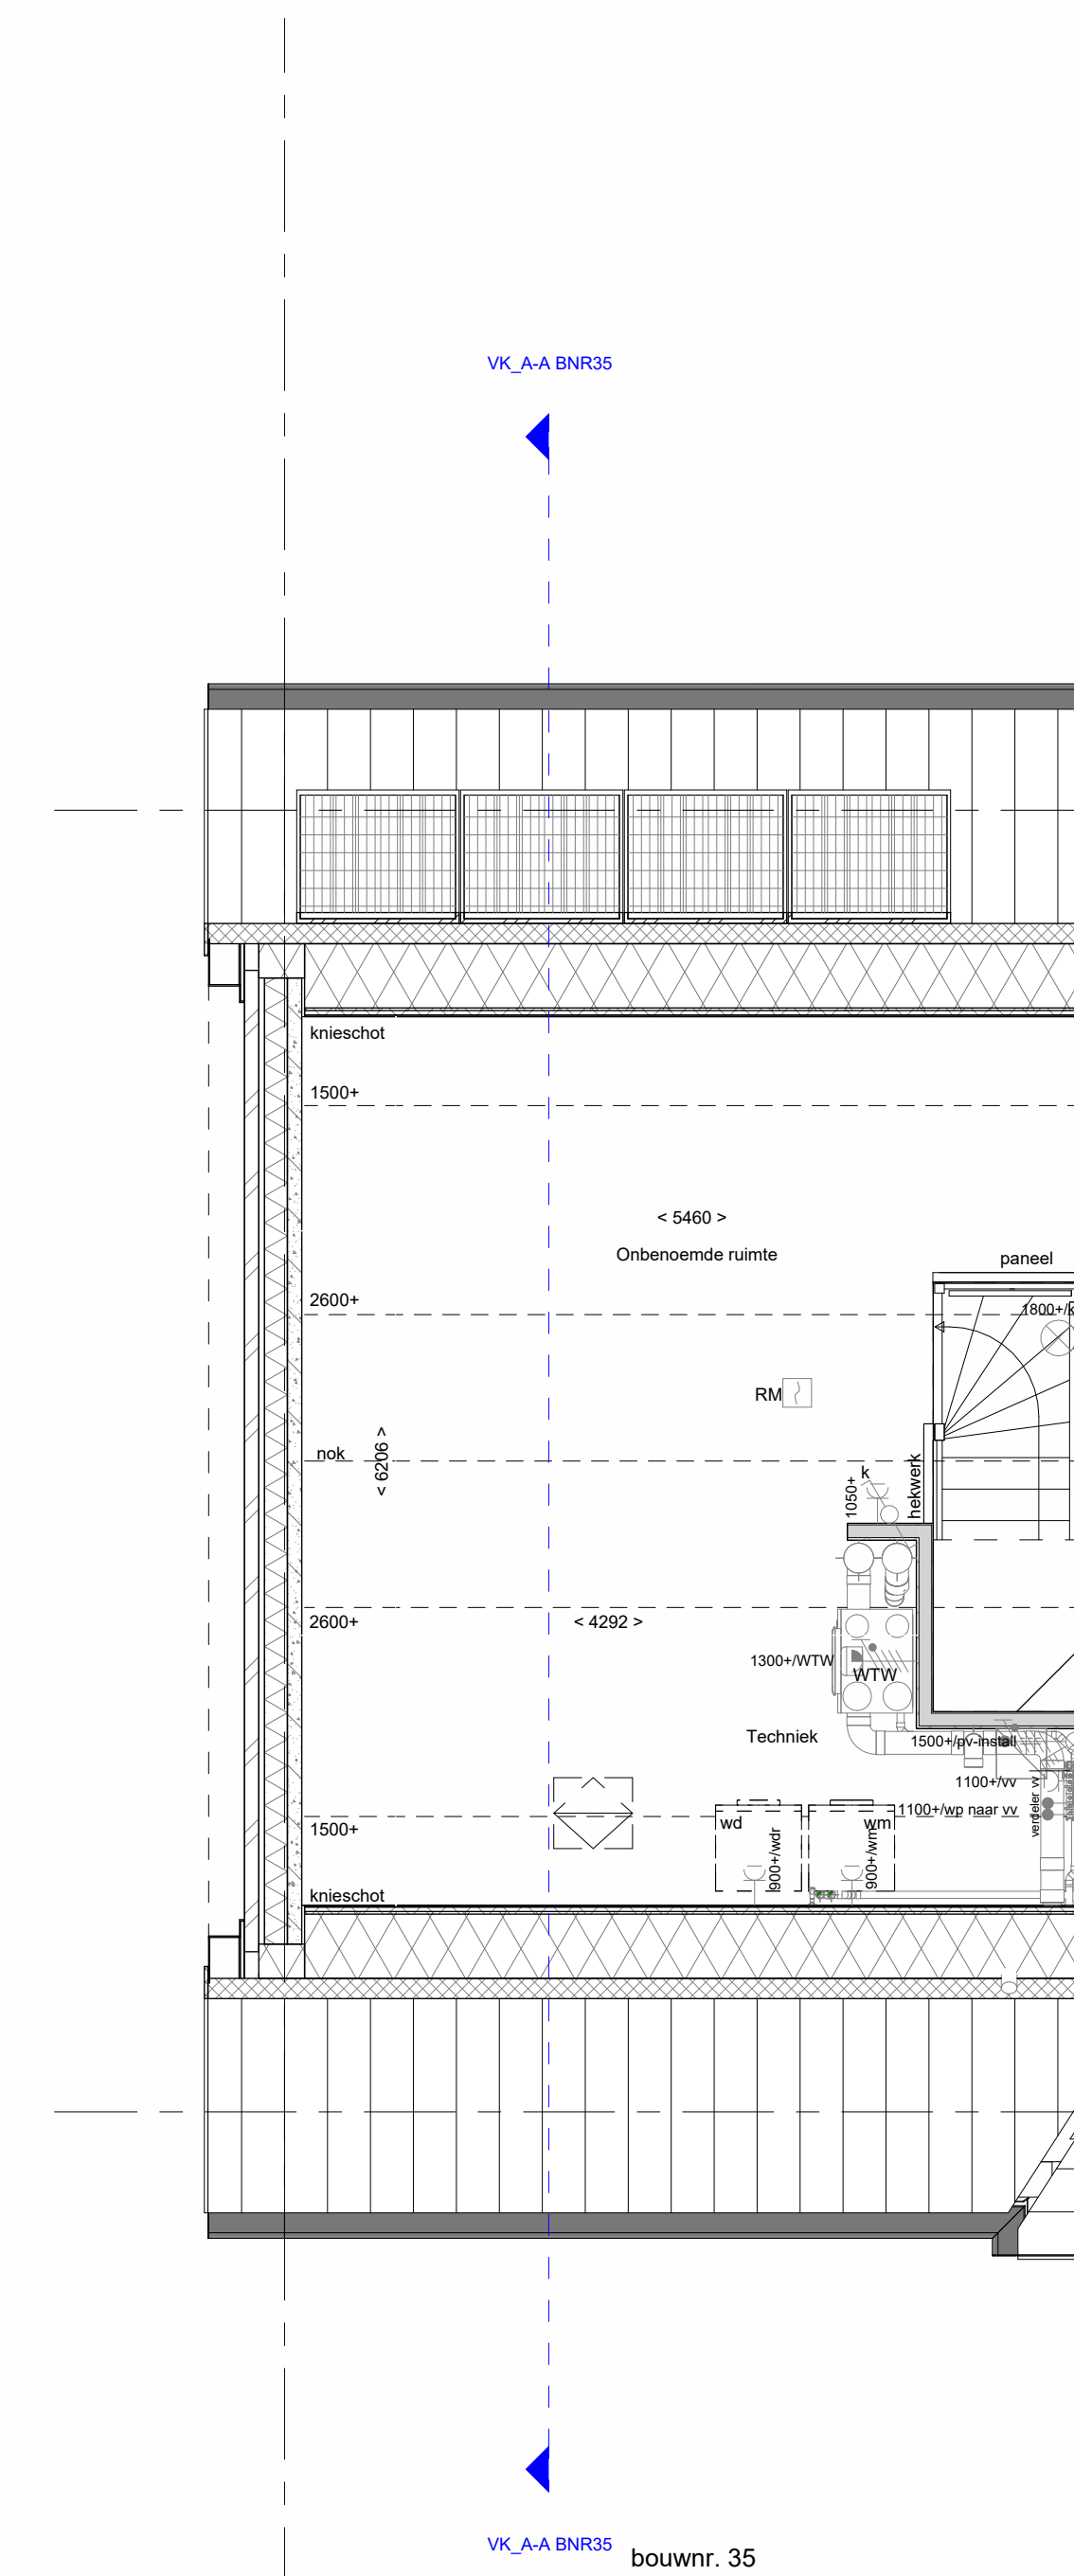 VK_A-A BNR35
knieschot
1500+
< 5460 >
Onbenoemde ruimte
paneel
2600+
1800+/k
RM
nok
< 6206 >
k
1050+
hekwerk
2600+
< 4292 >
1300+/WTW
WTW
Techniek
1500+/pv-install
1100+/vv
verdeler vv
1100+/wp naar vv
1500+
wd
wm
900+/wdr
900+/wm
knieschot
VK_A-A BNR35
bouwnr. 35